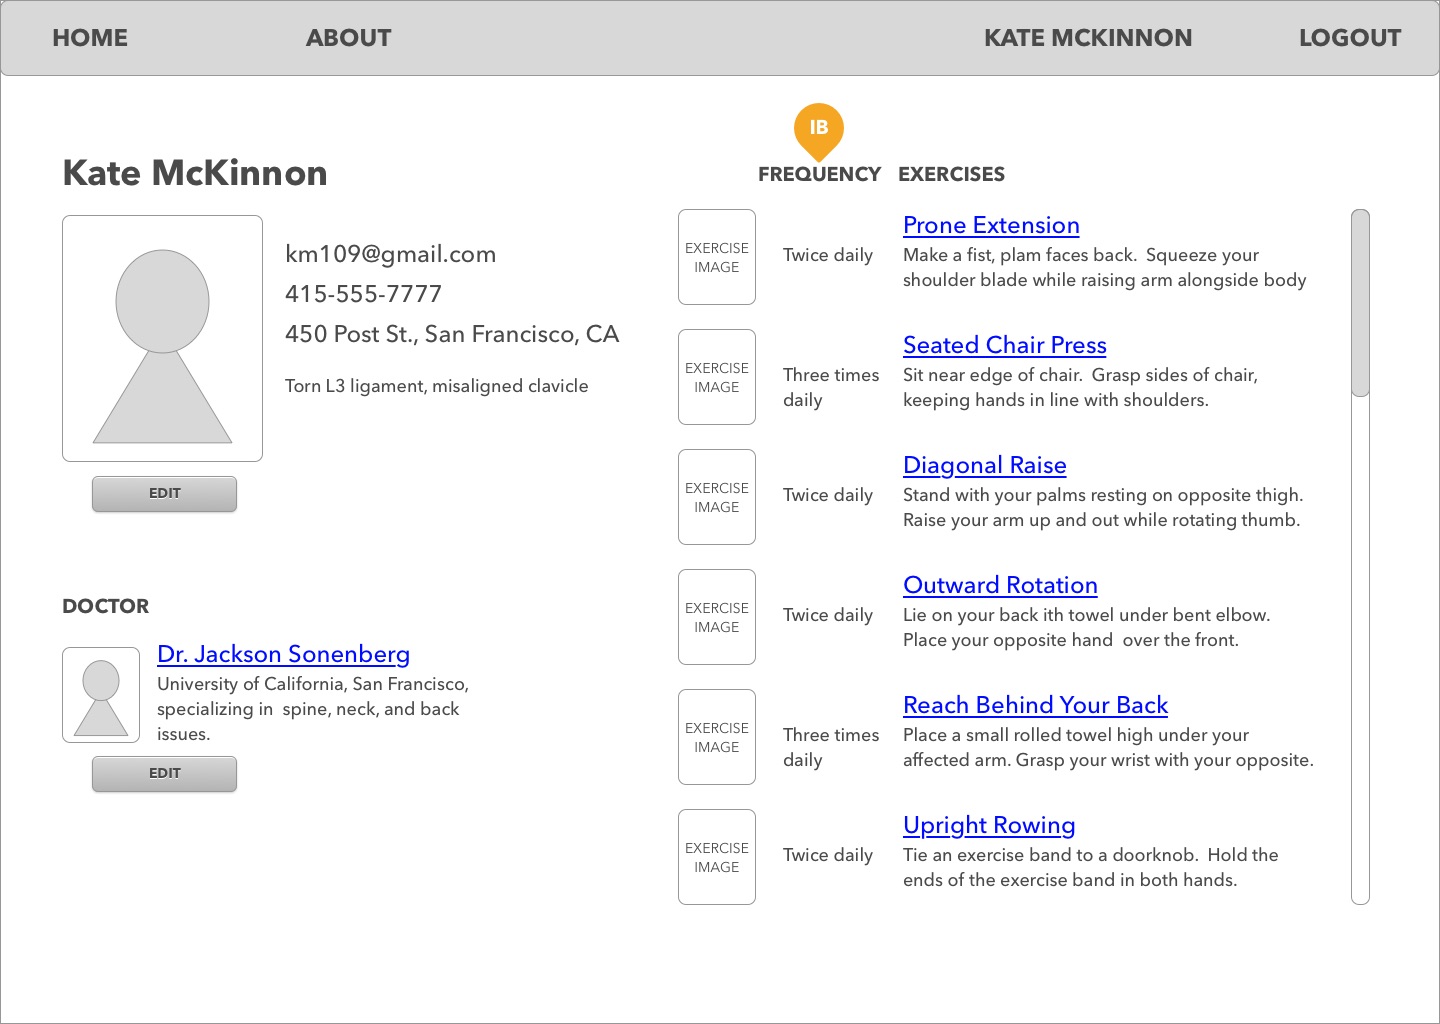 HOME ABOUT KATE MCKINNON LOGOUT
Kate McKinnon
km109@gmail.com
415-555-7777
450 Post St., San Francisco, CA
Torn L3 ligament, misaligned clavicle
EDIT
DOCTOR
Dr. Jackson Sonenberg
University of California, San Francisco,
specializing in  spine, neck, and back
issues.
EDIT
IB
FREQUENCY EXERCISES
EXERCISE
IMAGE
Twice daily
Prone Extension
Make a fist, plam faces back.  Squeeze your
shoulder blade while raising arm alongside body
EXERCISE
IMAGE
Three times
daily
Seated Chair Press
Sit near edge of chair.  Grasp sides of chair,
keeping hands in line with shoulders.
EXERCISE
IMAGE
Twice daily
Diagonal Raise
Stand with your palms resting on opposite thigh.
Raise your arm up and out while rotating thumb.
EXERCISE
IMAGE
Twice daily
Outward Rotation
Lie on your back ith towel under bent elbow.
Place your opposite hand  over the front.
EXERCISE
IMAGE
Three times
daily
Reach Behind Your Back
Place a small rolled towel high under your
affected arm. Grasp your wrist with your opposite.
EXERCISE
IMAGE
Twice daily
Upright Rowing
Tie an exercise band to a doorknob.  Hold the
ends of the exercise band in both hands.